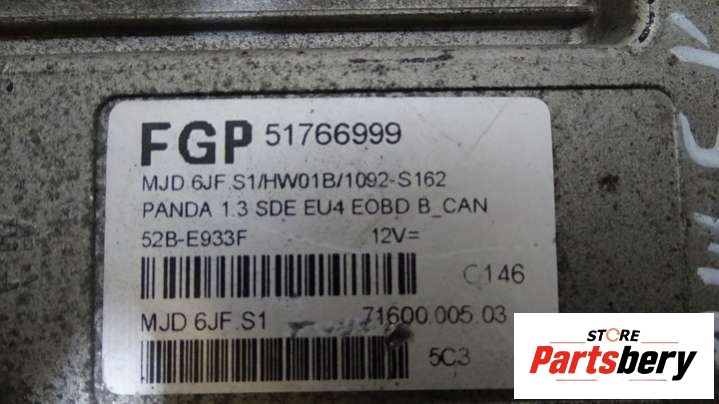 FGP 51766999
MJD 6JF.S1/HW01B/1092-S162
PANDA 1.3 SDE EU4 EOBD B_CAN
52B-E933F 12V=
C146
MJD 6JF.S1 71600.005.03
5C3
STORE
Partsbery